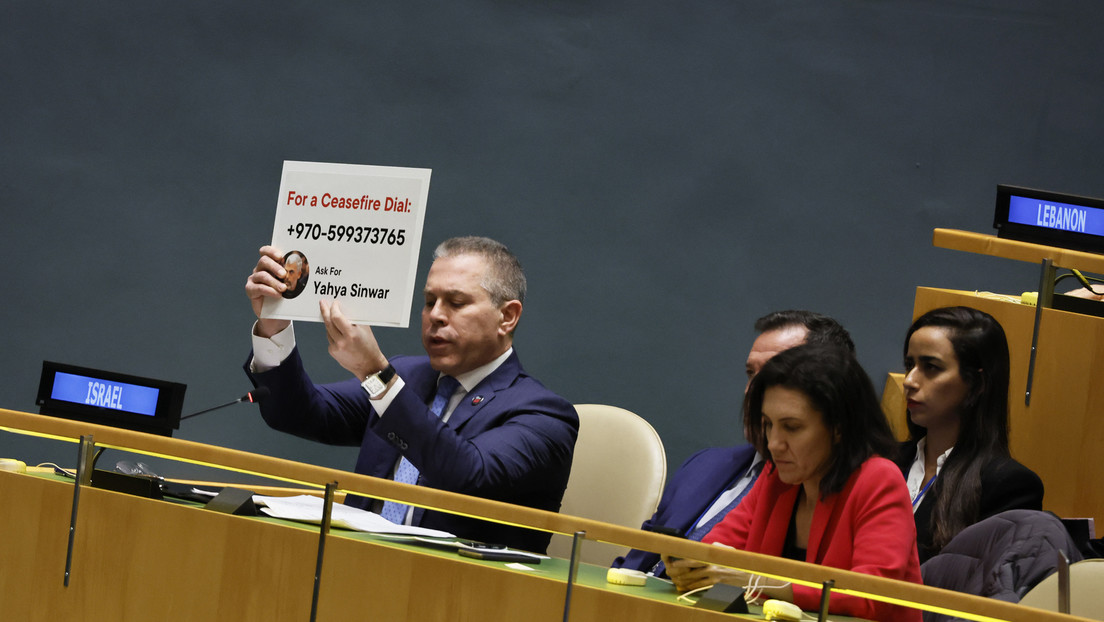 For a Ceasefire Dial:
+970-599373765
Ask For
Yahya Sinwar
ISRAEL
LEBANON